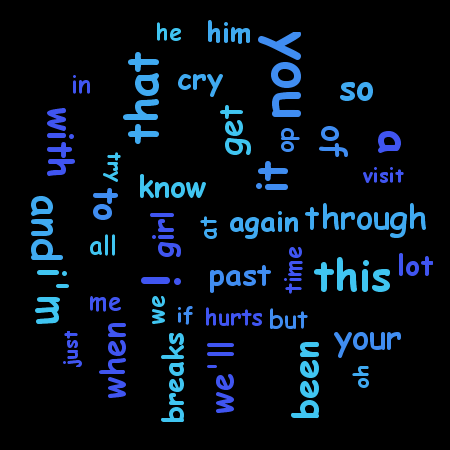 he
him
you
that
in
cry
so
with
get
do
of
a
try
it
visit
know
to
and
girl
at
again
through
all
i
past
time
this
lot
i'm
me
we
if
hurts
but
just
when
breaks
we'll
been
your
oh